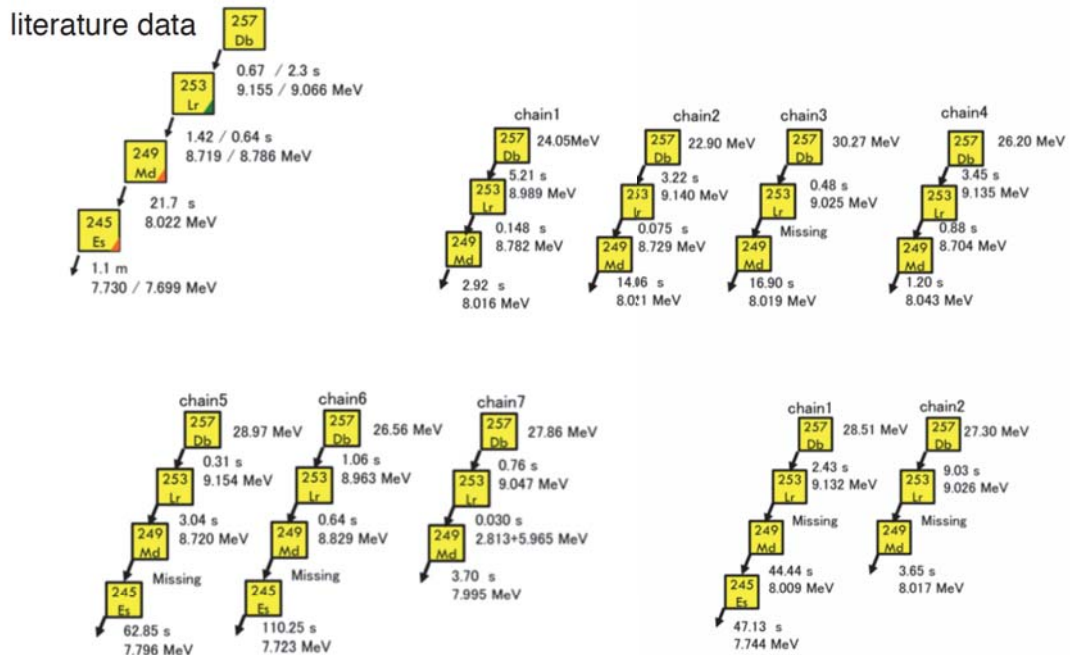 literature data
257
Db
0.67 / 2.3 s
9.155 / 9.066 MeV
253
Lr
1.42 / 0.64 s
8.719 / 8.786 MeV
249
Md
21.7 s
8.022 MeV
245
Es
1.1 m
7.730 / 7.699 MeV
chain1
257
Db
24.05MeV
5.21 s
8.989 MeV
253
Lr
0.148 s
8.782 MeV
249
Md
2.92 s
8.016 MeV
chain2
257
Db
22.90 MeV
3.22 s
9.140 MeV
253
lr
0.075 s
8.729 MeV
249
Md
14.06 s
MeV
chain3
257
Db
30.27 MeV
0.48 s
9.025 MeV
253
Lr
Missing
249
Md
16.90 s
8.019 MeV
chain4
257
Db
26.20 MeV
3.45 s
9.135 MeV
253
Lr
0.88 s
8.704 MeV
249
Md
1.20 s
8.043 MeV
chain5
257
Db
28.97 MeV
0.31 s
9.154 MeV
253
Lr
3.04 s
8.720 MeV
249
Md
Missing
245
Es
62.85 s
7.796 MeV
chain6
257
Db
26.56 MeV
1.06 s
8.963 MeV
253
Lr
0.64 s
8.829 MeV
249
Md
Missing
245
Es
110.25 s
7.723 MeV
chain7
257
Db
27.86 MeV
0.76 s
9.047 MeV
253
Lr
0.030 s
2.813+5.965 MeV
249
Md
3.70 s
7.995 MeV
chain1
257
Db
28.51 MeV
2.43 s
9.132 MeV
253
Lr
Missing
249
Md
44.44 s
8.009 MeV
245
Es
47.13 s
7.744 MeV
chain2
257
Db
27.30 MeV
9.03 s
9.026 MeV
253
Lr
Missing
249
Md
3.65 s
8.017 MeV